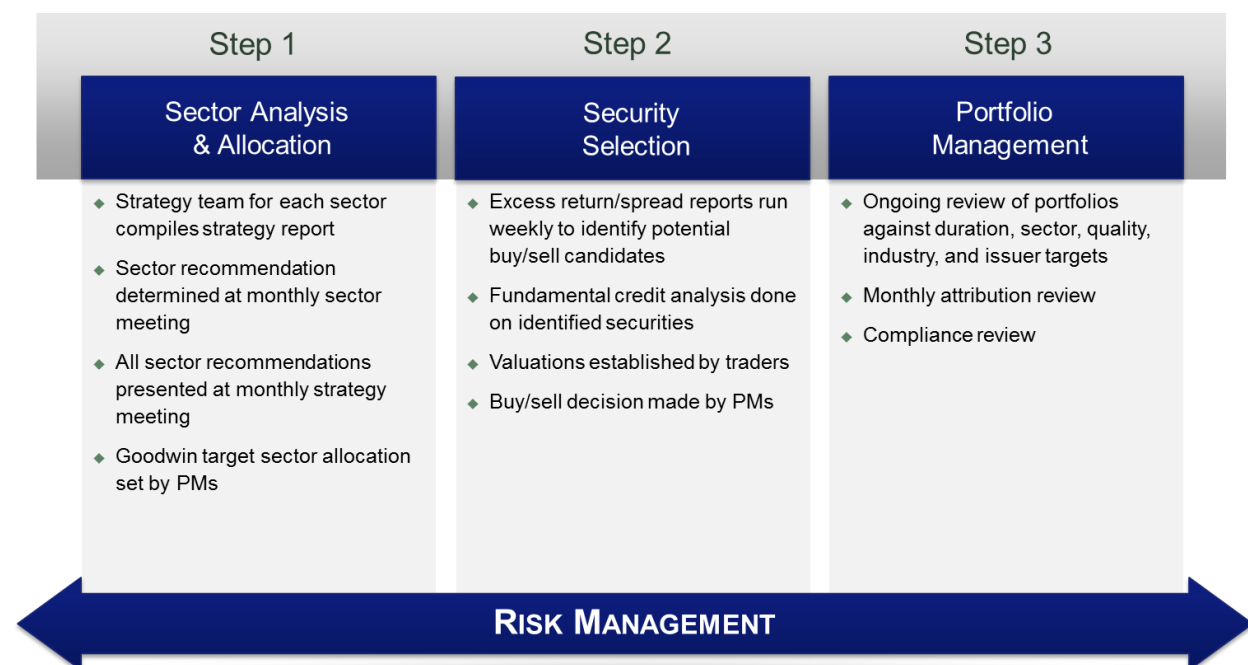 Step 1
Step 2
Step 3
Sector Analysis
& Allocation
Security
Selection
Portfolio
Management
Strategy team for each sector
compiles strategy report
Sector recommendation
determined at monthly sector
meeting
All sector recommendations
presented at monthly strategy
meeting
Goodwin target sector allocation
set by PMs
Excess return/spread reports run
weekly to identify potential
buy/sell candidates
Fundamental credit analysis done
on identified securities
Valuations established by traders
Buy/sell decision made by PMs
Ongoing review of portfolios
against duration, sector, quality,
industry, and issuer targets
Monthly attribution review
Compliance review
RISK MANAGEMENT